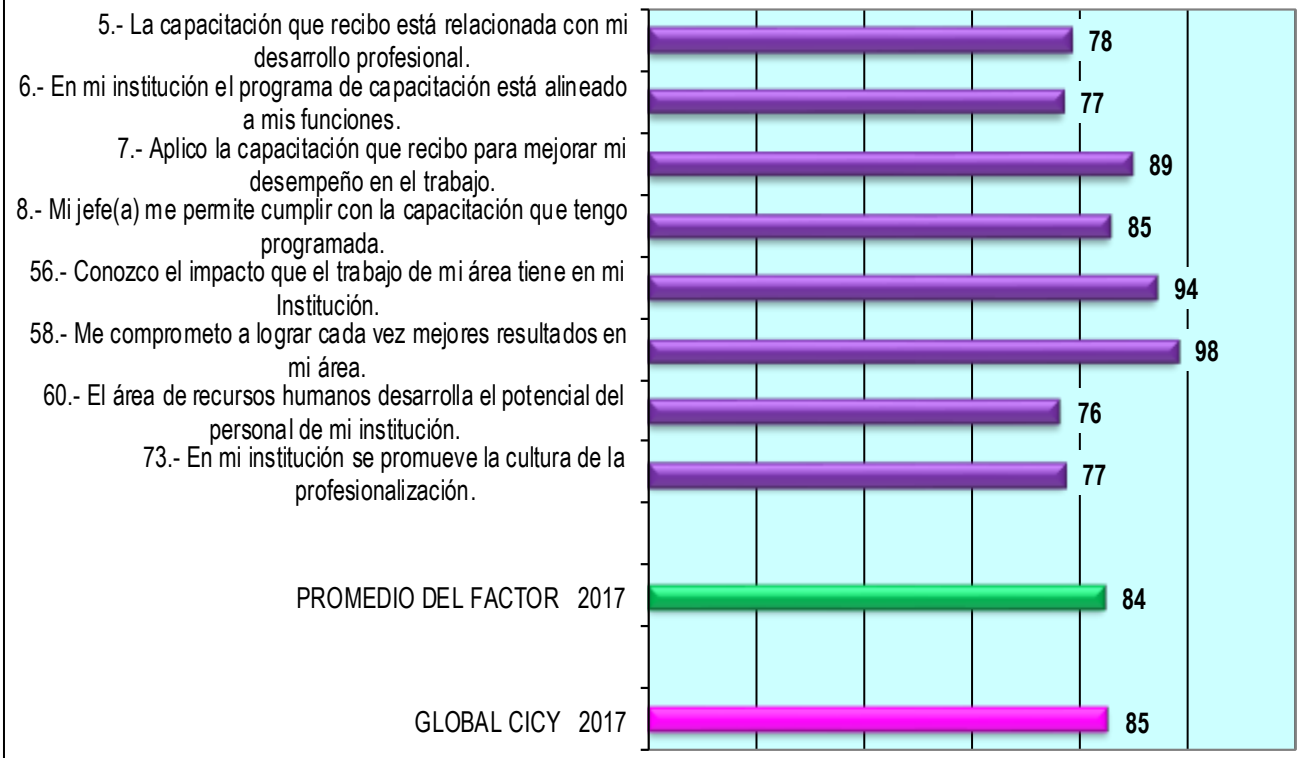 5.- La capacitación que recibo está relacionada con mi
desarrollo profesional.
78
6.- En mi institución el programa de capacitación está alineado
a mis funciones.
77
7.- Aplico la capacitación que recibo para mejorar mi
desempeño en el trabajo.
89
8.- Mi jefe(a) me permite cumplir con la capacitación que tengo
programada.
85
56.- Conozco el impacto que el trabajo de mi área tiene en mi
Institución.
94
58.- Me comprometo a lograr cada vez mejores resultados en
mi área.
98
60.- El área de recursos humanos desarrolla el potencial del
personal de mi institución.
76
73.- En mi institución se promueve la cultura de la
profesionalización.
77
PROMEDIO DEL FACTOR 2017
84
GLOBAL CICY 2017
85